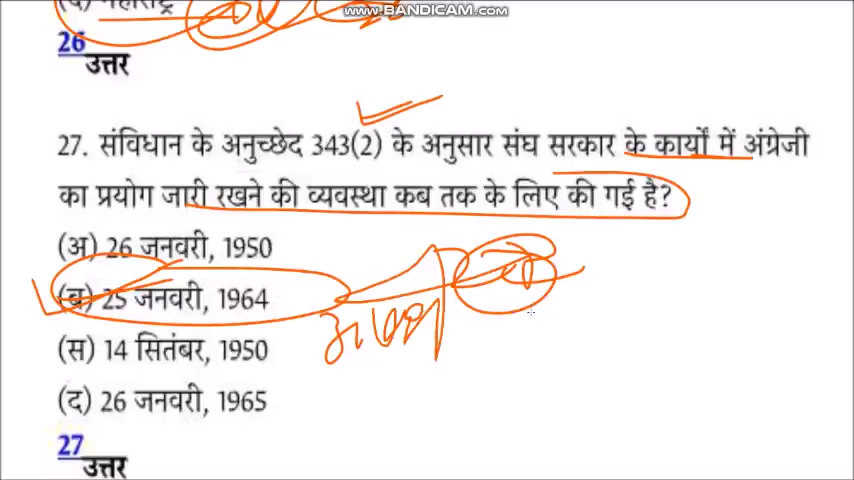 www.BANDICAM.com
(द) महाराष्ट्र
26
उत्तर
27. संविधान के अनुच्छेद 343(2) के अनुसार संघ सरकार के कार्यों में अंग्रेजी
का प्रयोग जारी रखने की व्यवस्था कब तक के लिए की गई है?
(अ) 26 जनवरी, 1950
(ब) 25 जनवरी, 1964
(स) 14 सितंबर, 1950
(द) 26 जनवरी, 1965
27
उत्तर